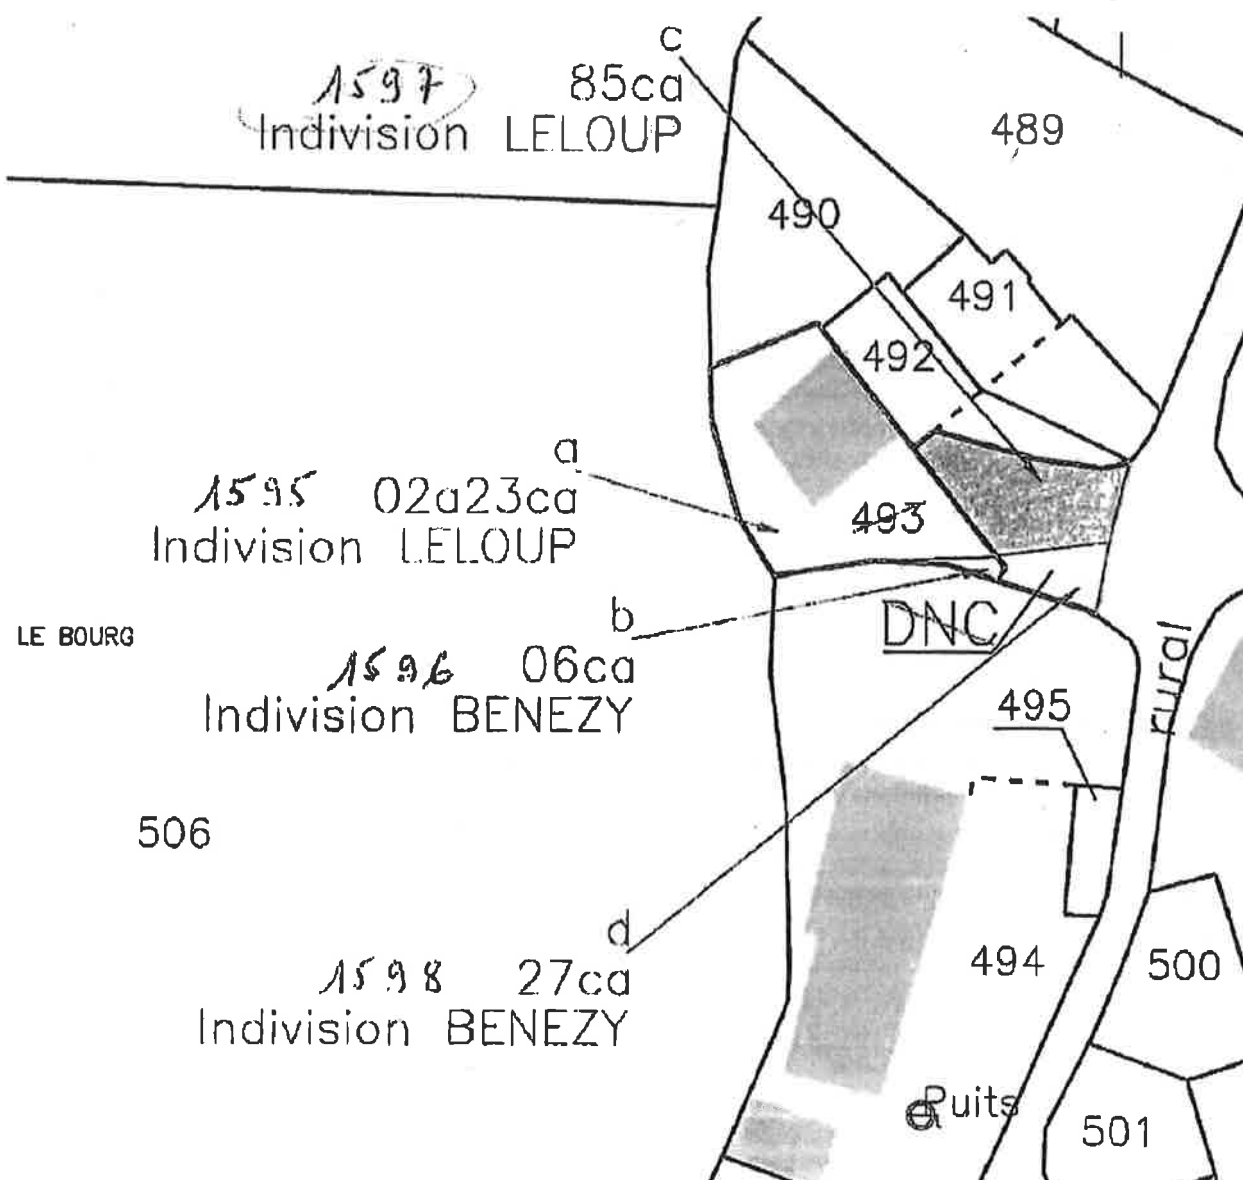 c
1597 85ca
Indivision LELOUP
489
490
491
492
a
1595 02a23ca
Indivision LELOUP
493
b
DNC
LE BOURG
1596 06ca
Indivision BENEZY
rural
495
506
d
1598 27ca
Indivision BENEZY
494
500
Puits
501